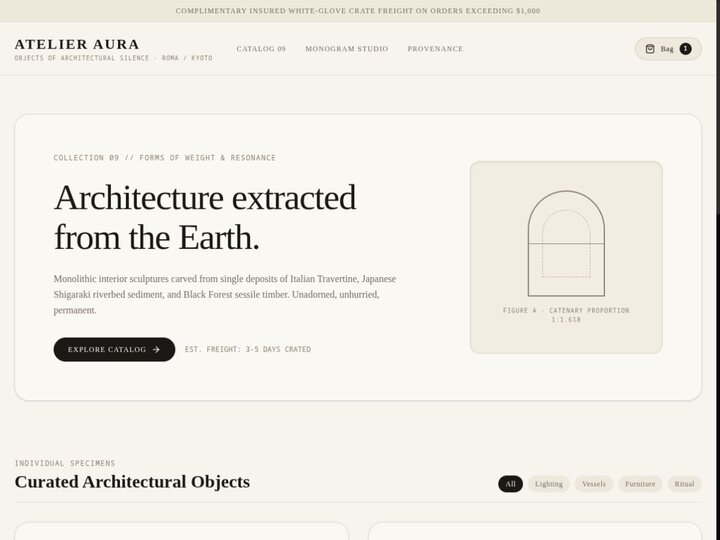 COMPLIMENTARY INSURED WHITE-GLOVE CRATE FREIGHT ON ORDERS EXCEEDING $1,000
ATELIER AURA
OBJECTS OF ARCHITECTURAL SILENCE · ROMA / KYOTO
CATALOG 09
MONOGRAM STUDIO
PROVENANCE
Bag 1
COLLECTION 09 // FORMS OF WEIGHT & RESONANCE
Architecture extracted
from the Earth.
Monolithic interior sculptures carved from single deposits of Italian Travertine, Japanese
Shigaraki riverbed sediment, and Black Forest sessile timber. Unadorned, unhurried,
permanent.
EXPLORE CATALOG →
EST. FREIGHT: 3-5 DAYS CRATED
FIGURE A · CATENARY PROPORTION
1:1.618
INDIVIDUAL SPECIMENS
Curated Architectural Objects
All
Lighting
Vessels
Furniture
Ritual